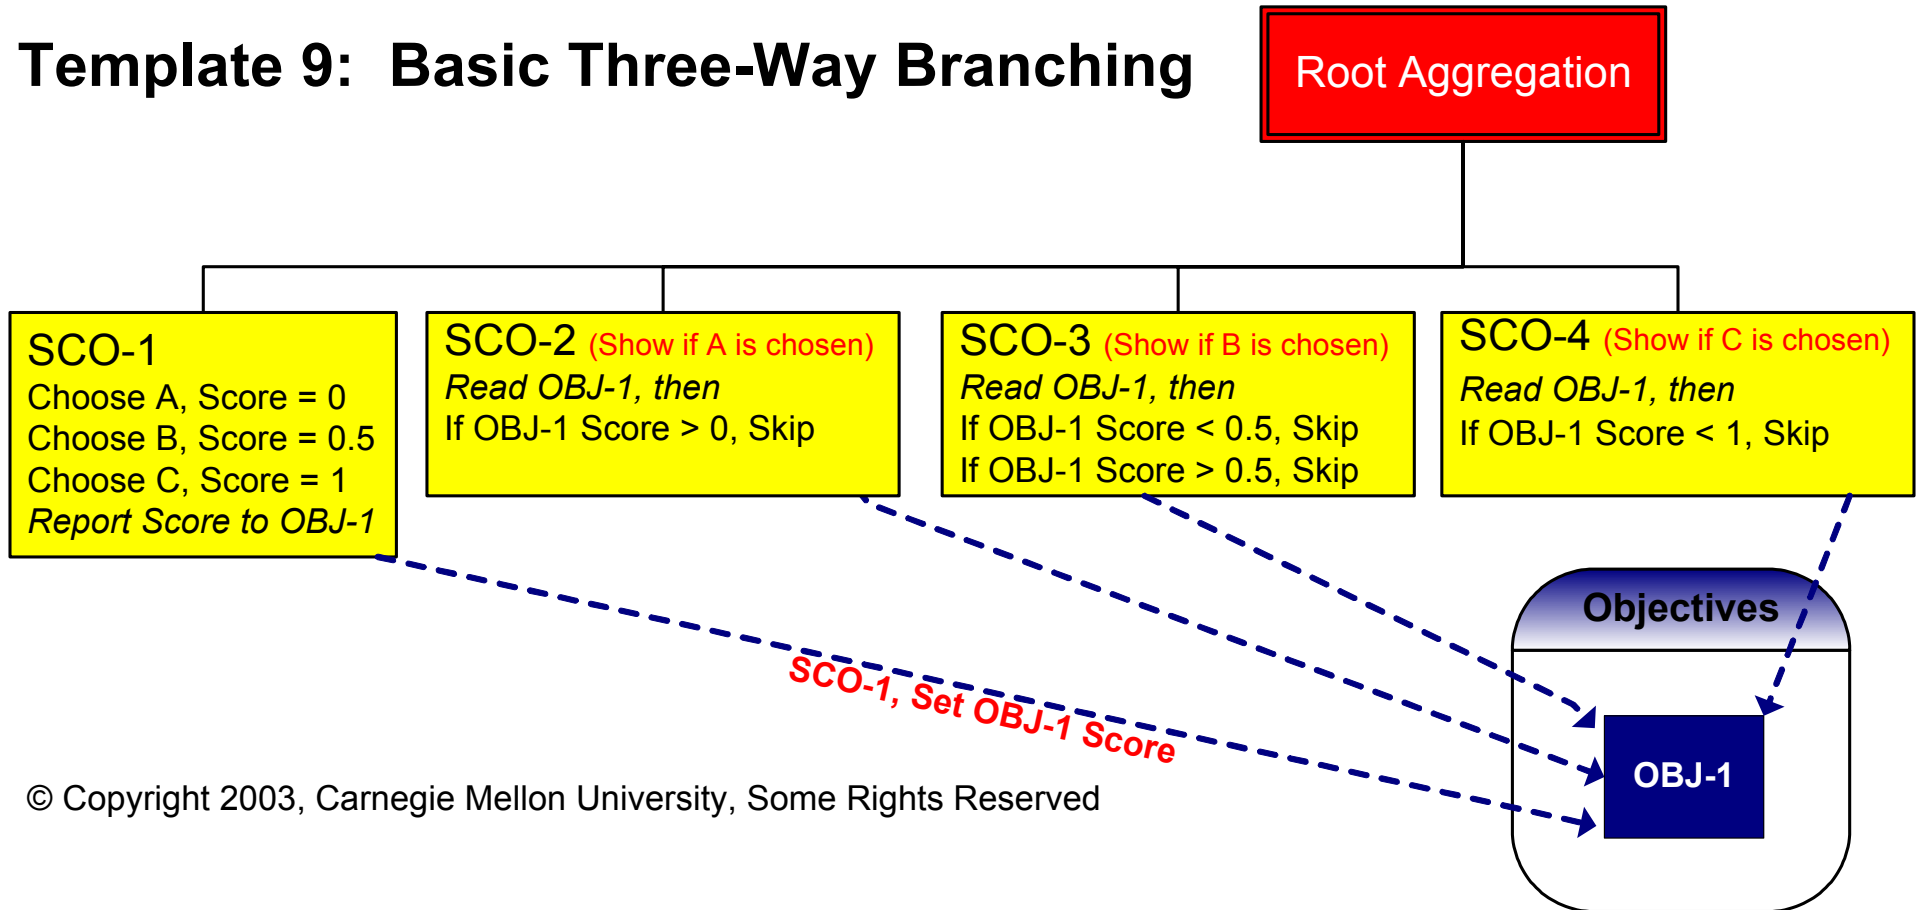 Template 9: Basic Three-Way Branching
Root Aggregation
SCO-1
Choose A, Score = 0
Choose B, Score = 0.5
Choose C, Score = 1
Report Score to OBJ-1
SCO-2 (Show if A is chosen)
Read OBJ-1, then
If OBJ-1 Score > 0, Skip
SCO-3 (Show if B is chosen)
Read OBJ-1, then
If OBJ-1 Score < 0.5, Skip
If OBJ-1 Score > 0.5, Skip
SCO-4 (Show if C is chosen)
Read OBJ-1, then
If OBJ-1 Score < 1, Skip
SCO-1, Set OBJ-1 Score
Objectives
OBJ-1
© Copyright 2003, Carnegie Mellon University, Some Rights Reserved